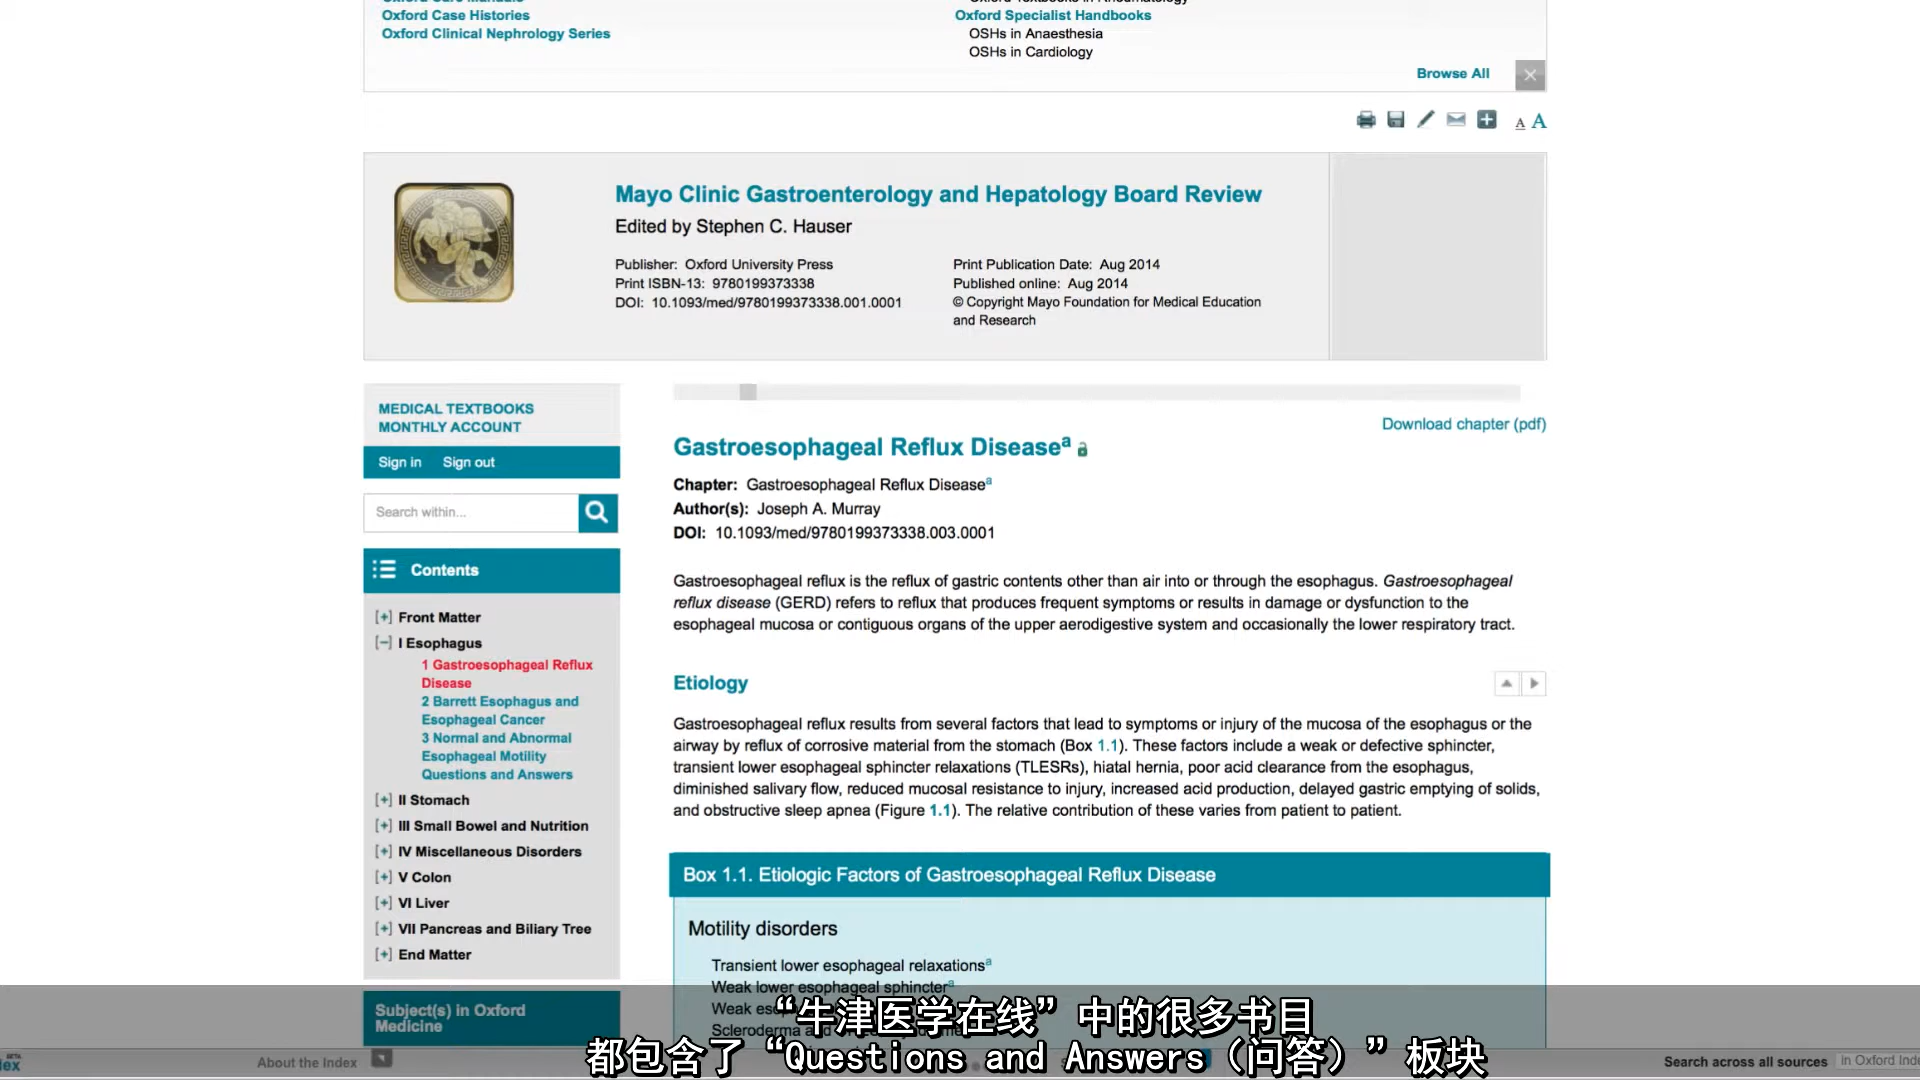 Oxford Case Histories
Oxford Clinical Nephrology Series
Oxford Specialist Handbooks
OSHs in Anaesthesia
OSHs in Cardiology
Browse All
A A
Mayo Clinic Gastroenterology and Hepatology Board Review
Edited by Stephen C. Hauser
Publisher: Oxford University Press
Print ISBN-13: 9780199373338
DOI: 10.1093/med/9780199373338.001.0001
Print Publication Date: Aug 2014
Published online: Aug 2014
© Copyright Mayo Foundation for Medical Education
and Research
MEDICAL TEXTBOOKS
MONTHLY ACCOUNT
Sign in Sign out
Search within...
Contents
[+] Front Matter
[−] I Esophagus
1 Gastroesophageal Reflux
Disease
2 Barrett Esophagus and
Esophageal Cancer
3 Normal and Abnormal
Esophageal Motility
Questions and Answers
[+] II Stomach
[+] III Small Bowel and Nutrition
[+] IV Miscellaneous Disorders
[+] V Colon
[+] VI Liver
[+] VII Pancreas and Biliary Tree
[+] End Matter
Subject(s) in Oxford
Medicine
Download chapter (pdf)
Gastroesophageal Reflux Diseaseᵃ
Chapter: Gastroesophageal Reflux Diseaseᵃ
Author(s): Joseph A. Murray
DOI: 10.1093/med/9780199373338.003.0001
Gastroesophageal reflux is the reflux of gastric contents other than air into or through the esophagus. Gastroesophageal
reflux disease (GERD) refers to reflux that produces frequent symptoms or results in damage or dysfunction to the
esophageal mucosa or contiguous organs of the upper aerodigestive system and occasionally the lower respiratory tract.
Etiology
Gastroesophageal reflux results from several factors that lead to symptoms or injury of the mucosa of the esophagus or the
airway by reflux of corrosive material from the stomach (Box 1.1). These factors include a weak or defective sphincter,
transient lower esophageal sphincter relaxations (TLESRs), hiatal hernia, poor acid clearance from the esophagus,
diminished salivary flow, reduced mucosal resistance to injury, increased acid production, delayed gastric emptying of solids,
and obstructive sleep apnea (Figure 1.1). The relative contribution of these varies from patient to patient.
Box 1.1. Etiologic Factors of Gastroesophageal Reflux Disease
Motility disorders
Transient lower esophageal relaxationsᵃ
Weak lower esophageal sphincterᵃ
Weak
Scleroderma
“牛津医学在线”中的很多书目
都包含了“Questions and Answers（问答）”板块
About the Index
Search across all sources